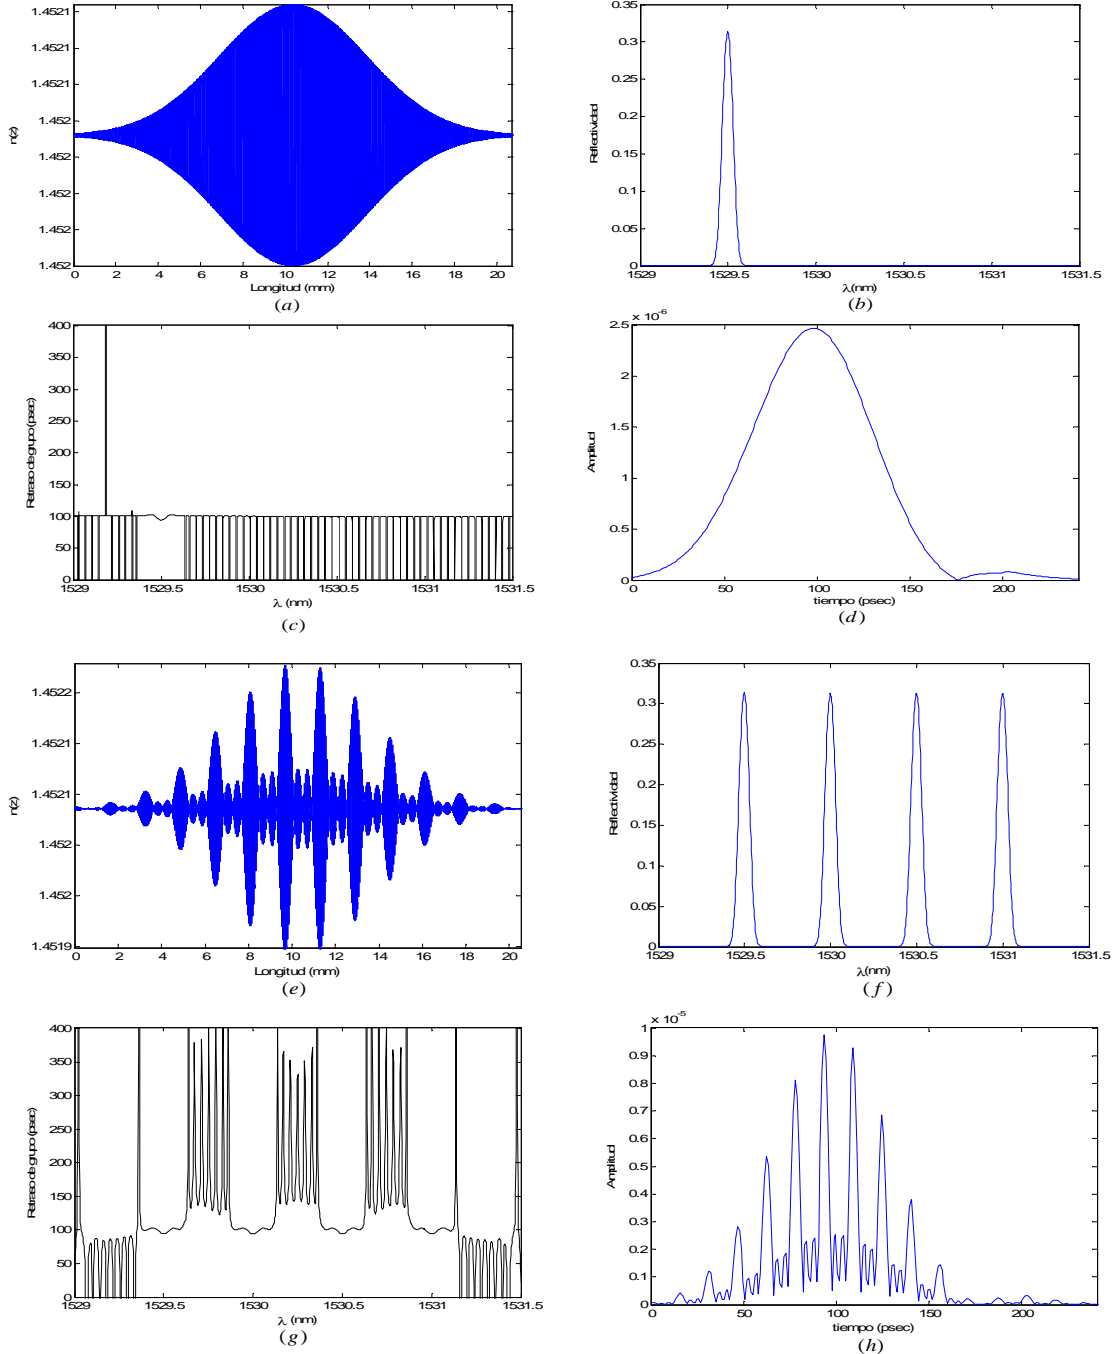 1.4521
1.4521
1.4521
1.452
1.452
1.452
1.452
1.452
n(z)
0 2 4 6 8 10 12 14 16 18 20
Longitud (mm)
(a)
0.35
0.3
0.25
0.2
0.15
0.1
0.05
0
Reflectividad
1529 1529.5 1530 1530.5 1531 1531.5
λ(nm)
(b)
400
350
300
250
200
150
100
50
0
Retraso de grupo (psec)
1529 1529.5 1530 1530.5 1531 1531.5
λ (nm)
(c)
x 10-6
2.5
2
1.5
1
0.5
0
Amplitud
0 50 100 150 200
tiempo (psec)
(d)
1.4522
1.4521
1.4521
1.452
1.452
1.4519
n(z)
0 2 4 6 8 10 12 14 16 18 20
Longitud (mm)
(e)
0.35
0.3
0.25
0.2
0.15
0.1
0.05
0
Reflectividad
1529 1529.5 1530 1530.5 1531 1531.5
λ(nm)
(f)
400
350
300
250
200
150
100
50
0
Retraso de grupo (psec)
1529 1529.5 1530 1530.5 1531 1531.5
λ (nm)
(g)
x 10-5
1
0.9
0.8
0.7
0.6
0.5
0.4
0.3
0.2
0.1
0
Amplitud
0 50 100 150 200
tiempo (psec)
(h)